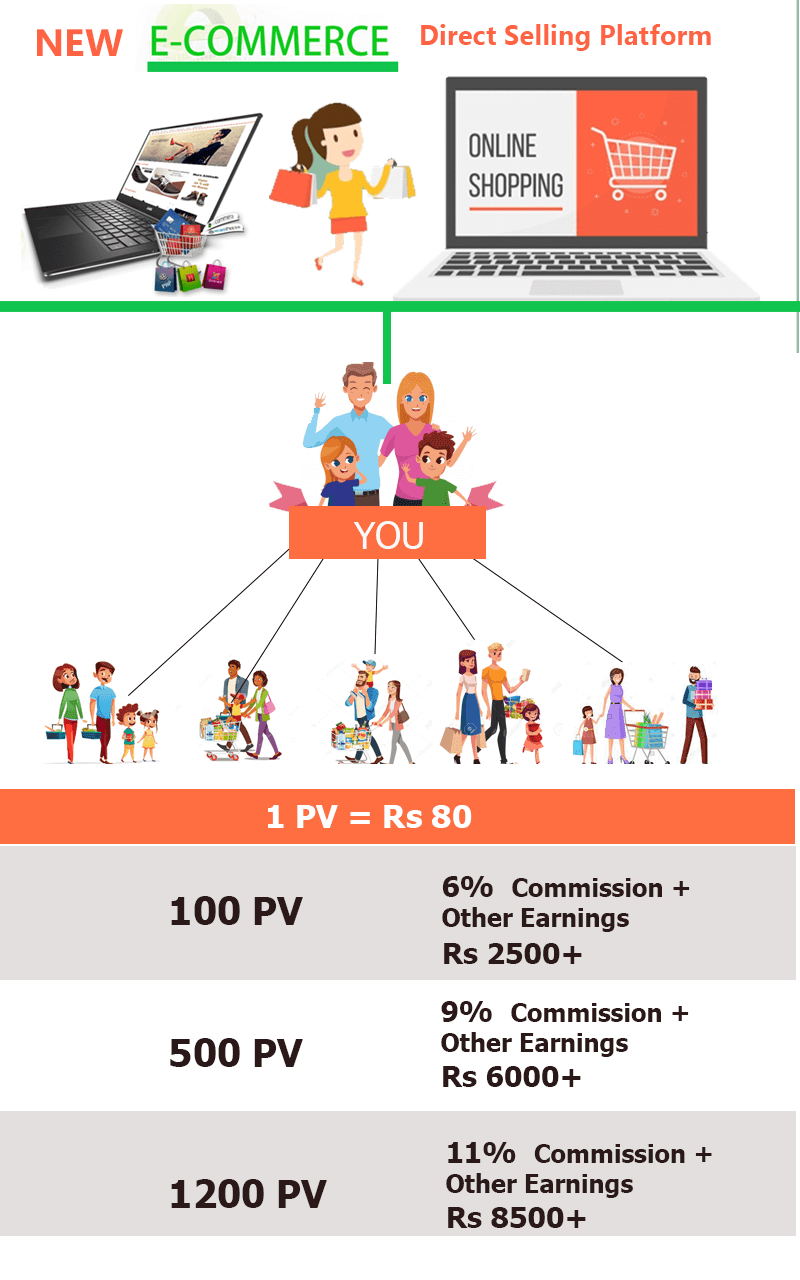 NEW E-COMMERCE Direct Selling Platform
ONLINE
SHOPPING
YOU
1 PV = Rs 80
100 PV
6% Commission +
Other Earnings
Rs 2500+
500 PV
9% Commission +
Other Earnings
Rs 6000+
1200 PV
11% Commission +
Other Earnings
Rs 8500+